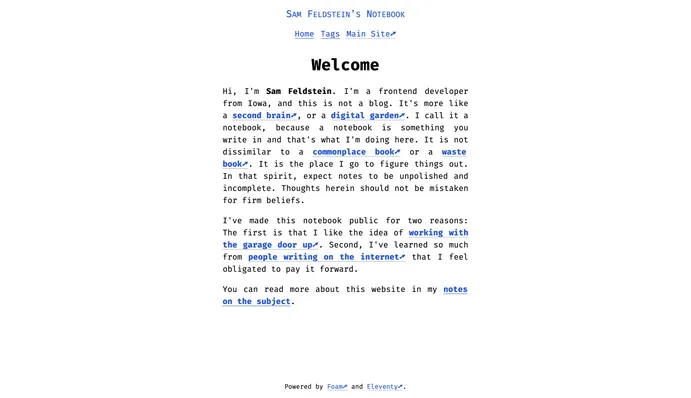 Sam Feldstein's Notebook
Home Tags Main Site↗
Welcome
Hi, I'm Sam Feldstein. I'm a frontend developer
from Iowa, and this is not a blog. It's more like
a second brain↗, or a digital garden↗. I call it a
notebook, because a notebook is something you
write in and that's what I'm doing here. It is not
dissimilar to a commonplace book↗ or a waste
book↗. It is the place I go to figure things out.
In that spirit, expect notes to be unpolished and
incomplete. Thoughts herein should not be mistaken
for firm beliefs.
I've made this notebook public for two reasons:
The first is that I like the idea of working with
the garage door up↗. Second, I've learned so much
from people writing on the internet↗ that I feel
obligated to pay it forward.
You can read more about this website in my notes
on the subject.
Powered by Foam↗ and Eleventy↗.